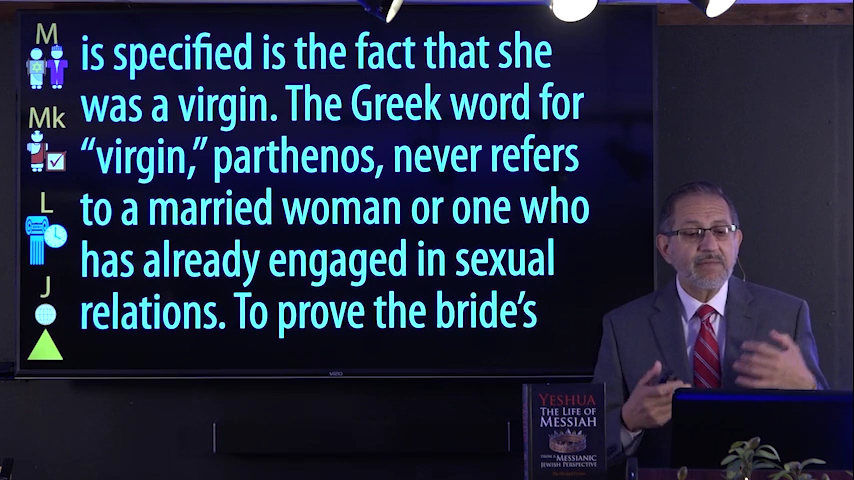 M
Mk
L
J
is specified is the fact that she
was a virgin. The Greek word for
“virgin,” parthenos, never refers
to a married woman or one who
has already engaged in sexual
relations. To prove the bride’s
VIZIO
YESHUA
THE LIFE OF
MESSIAH
FROM A MESSIANIC
JEWISH PERSPECTIVE